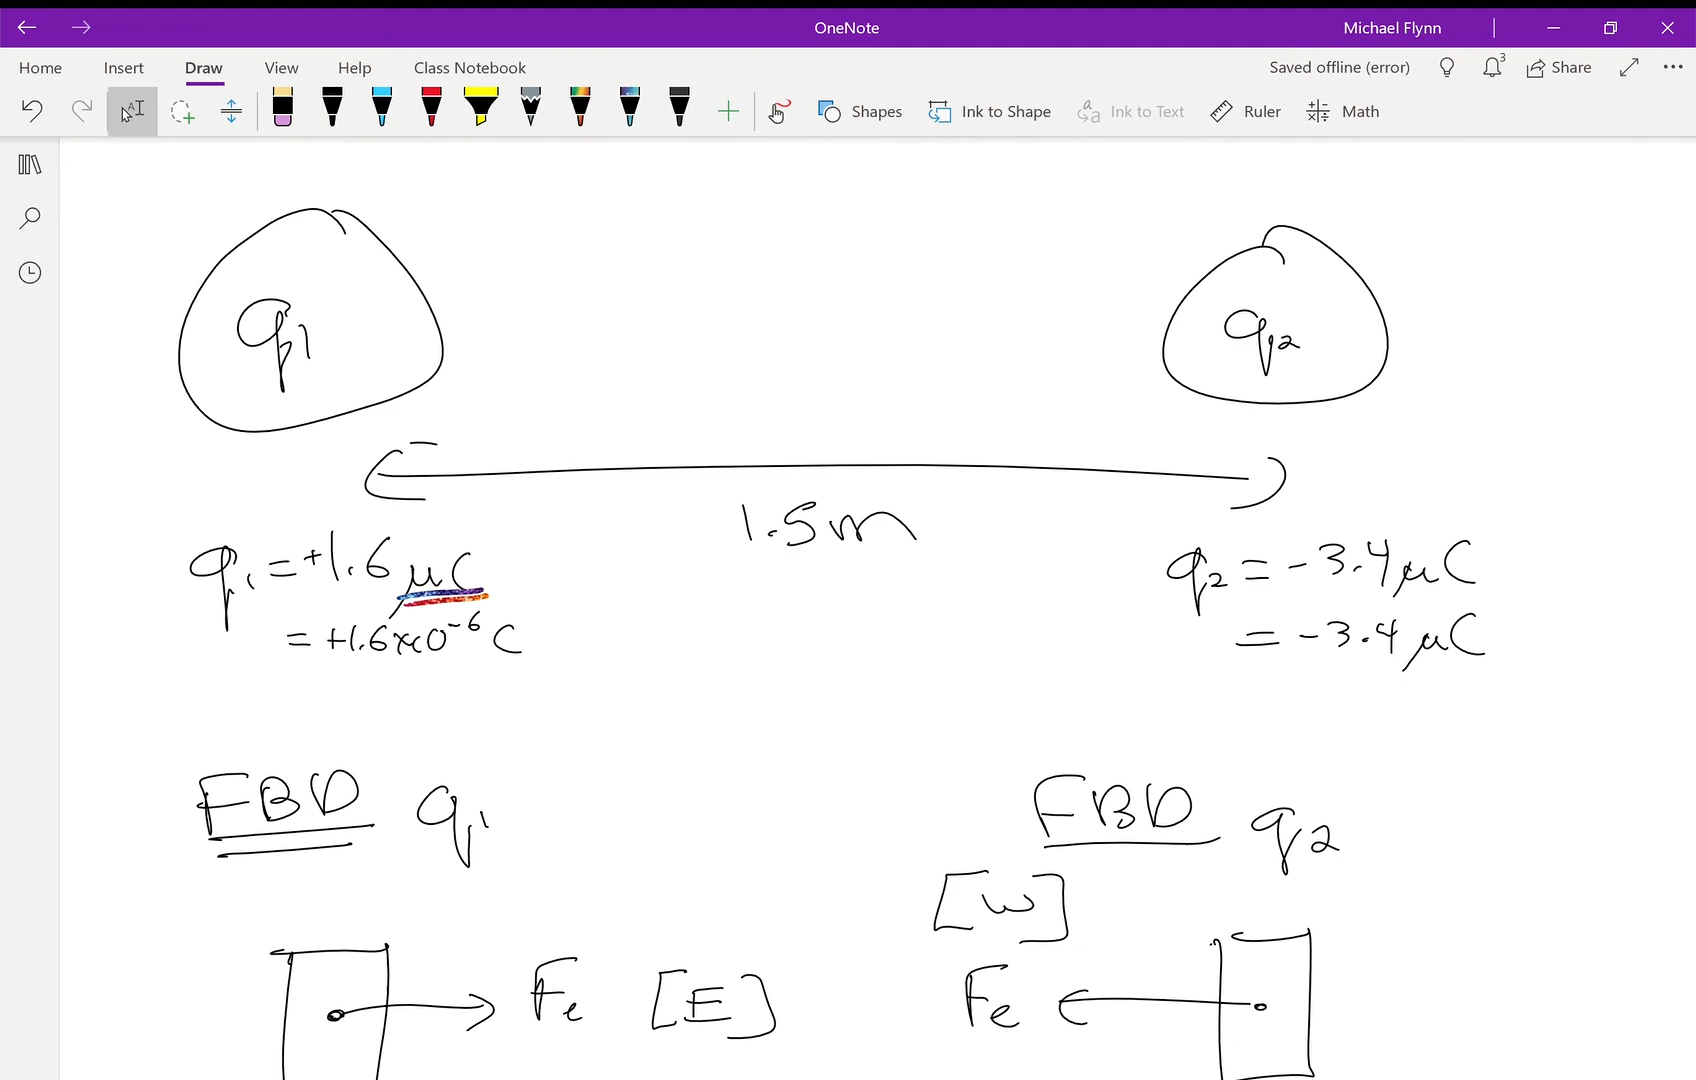 OneNote
Michael Flynn
Home Insert Draw View Help Class Notebook
Saved offline (error) 3 Share
Shapes Ink to Shape Ink to Text Ruler Math
q1
q2
1.5m
q1 = +1.6 μC
= +1.6x10⁻⁶ C
q2 = -3.4 μC
= -3.4 μC
FBD q1
FBD q2
[W]
Fe [E]
Fe